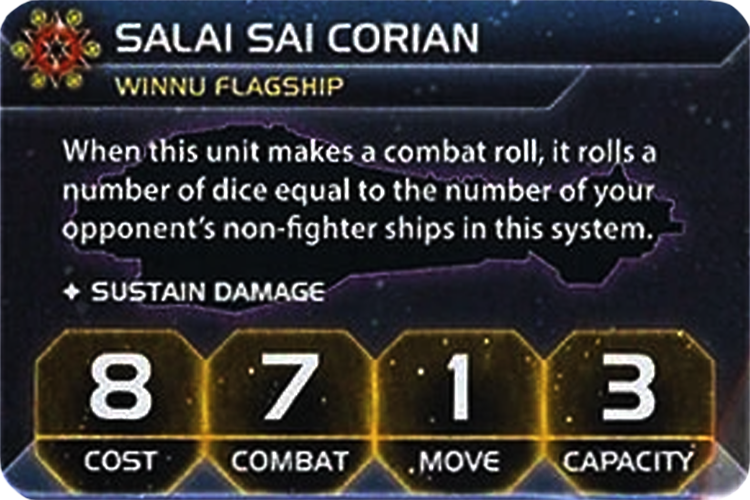 SALAI SAI CORIAN
WINNU FLAGSHIP
When this unit makes a combat roll, it rolls a
number of dice equal to the number of your
opponent's non-fighter ships in this system.
✦ SUSTAIN DAMAGE
8 7 1 3
COST COMBAT MOVE CAPACITY